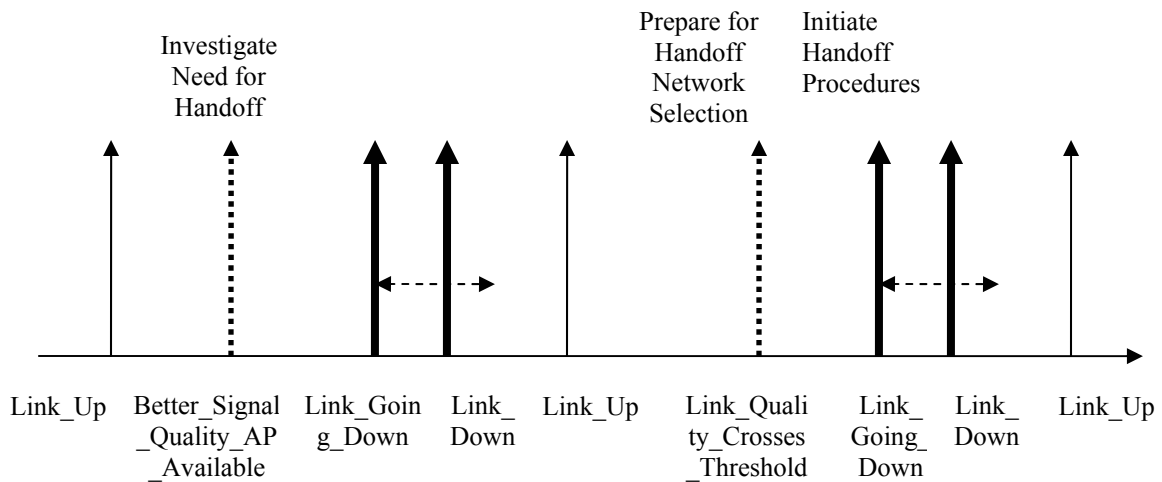 Investigate
Need for
Handoff
Prepare for
Handoff
Network
Selection
Initiate
Handoff
Procedures
Link_Up
Better_Signal
_Quality_AP
_Available
Link_Goin
g_Down
Link_
Down
Link_Up
Link_Quali
ty_Crosses
_Threshold
Link_
Going_
Down
Link_
Down
Link_Up